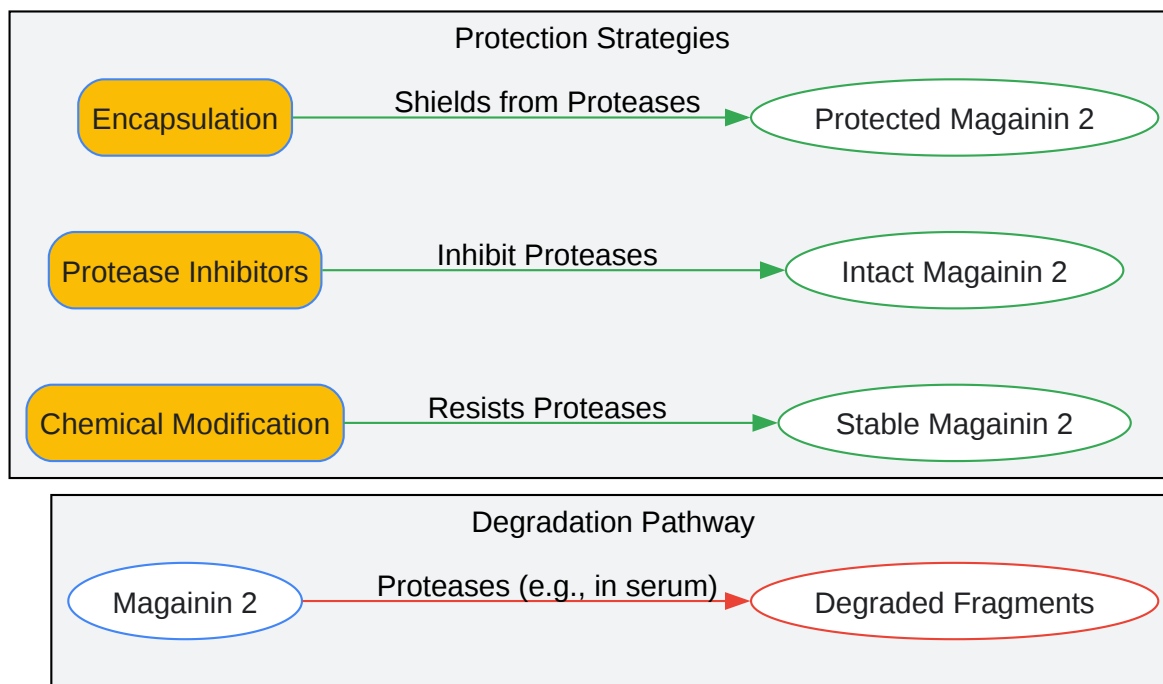 Protection Strategies
Encapsulation
Shields from Proteases
Protected Magainin 2
Protease Inhibitors
Inhibit Proteases
Intact Magainin 2
Chemical Modification
Resists Proteases
Stable Magainin 2
Degradation Pathway
Magainin 2
Proteases (e.g., in serum)
Degraded Fragments